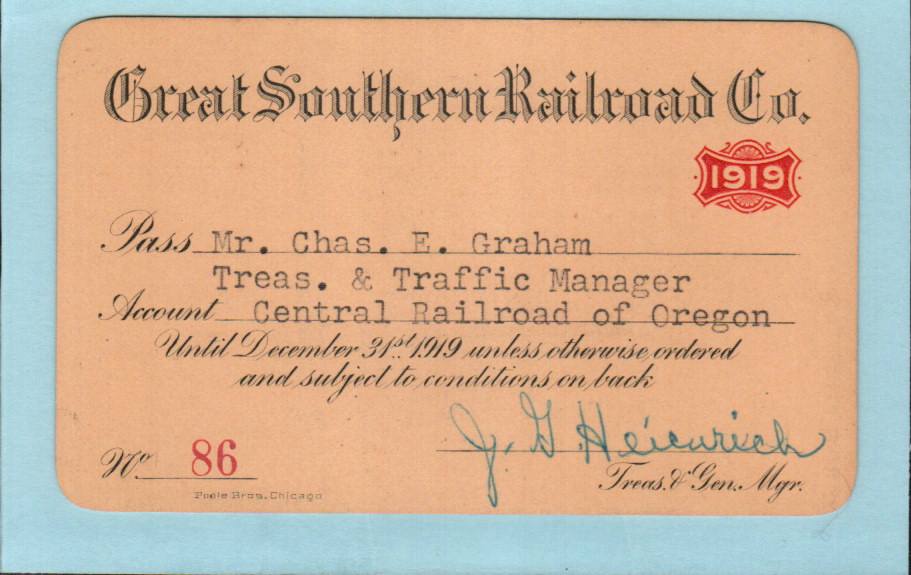 Great Southern Railroad Co.
1919
Pass Mr. Chas. E. Graham
Treas. & Traffic Manager
Account Central Railroad of Oregon
Until December 31st 1919 unless otherwise ordered
and subject to conditions on back
J. G. Heinrich
No 86
Treas. & Gen. Mgr.
Poole Bros. Chicago